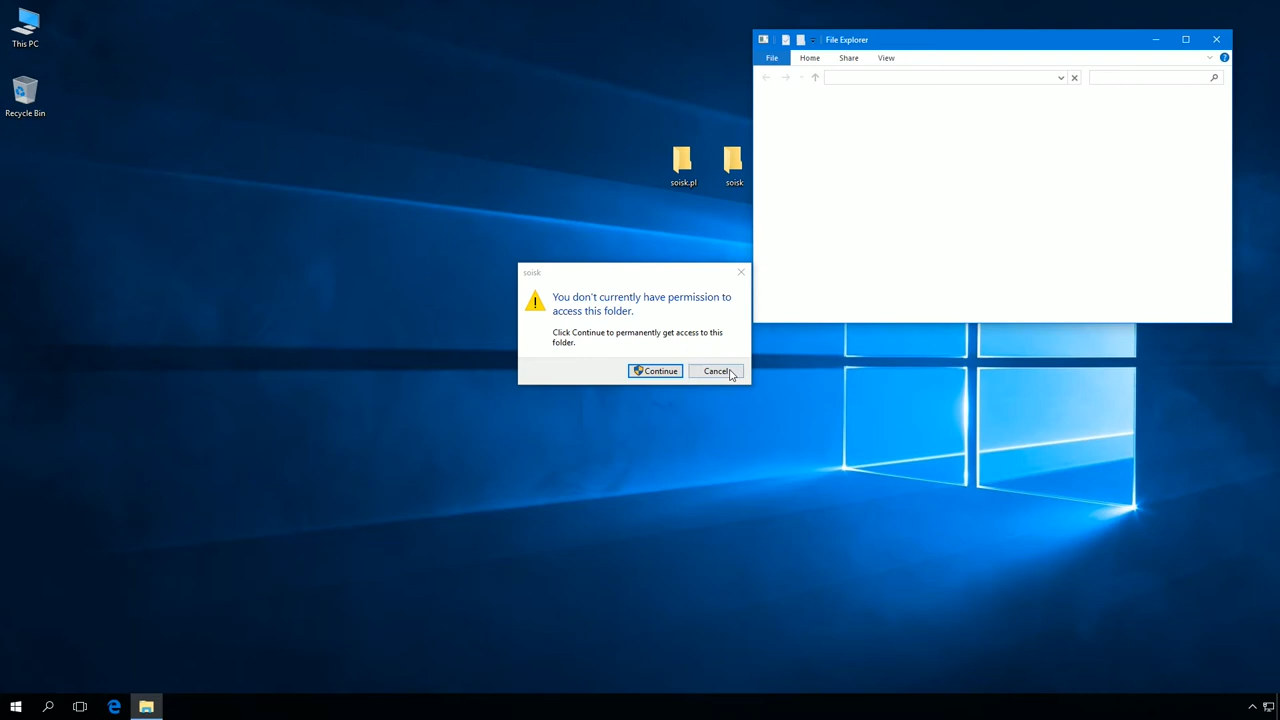 This PC
Recycle Bin
soisk.pl
soisk
File Explorer
File
Home
Share
View
soisk
You don't currently have permission to
access this folder.
Click Continue to permanently get access to this
folder.
Continue
Cancel